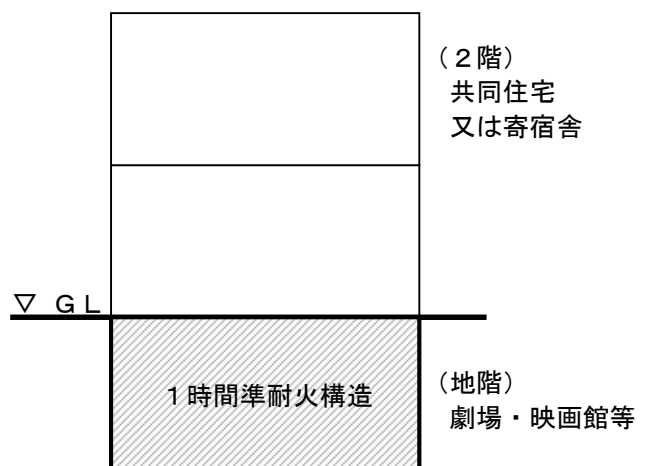 （２階）
共同住宅
又は寄宿舎
▽ ＧＬ
１時間準耐火構造
（地階）
劇場・映画館等